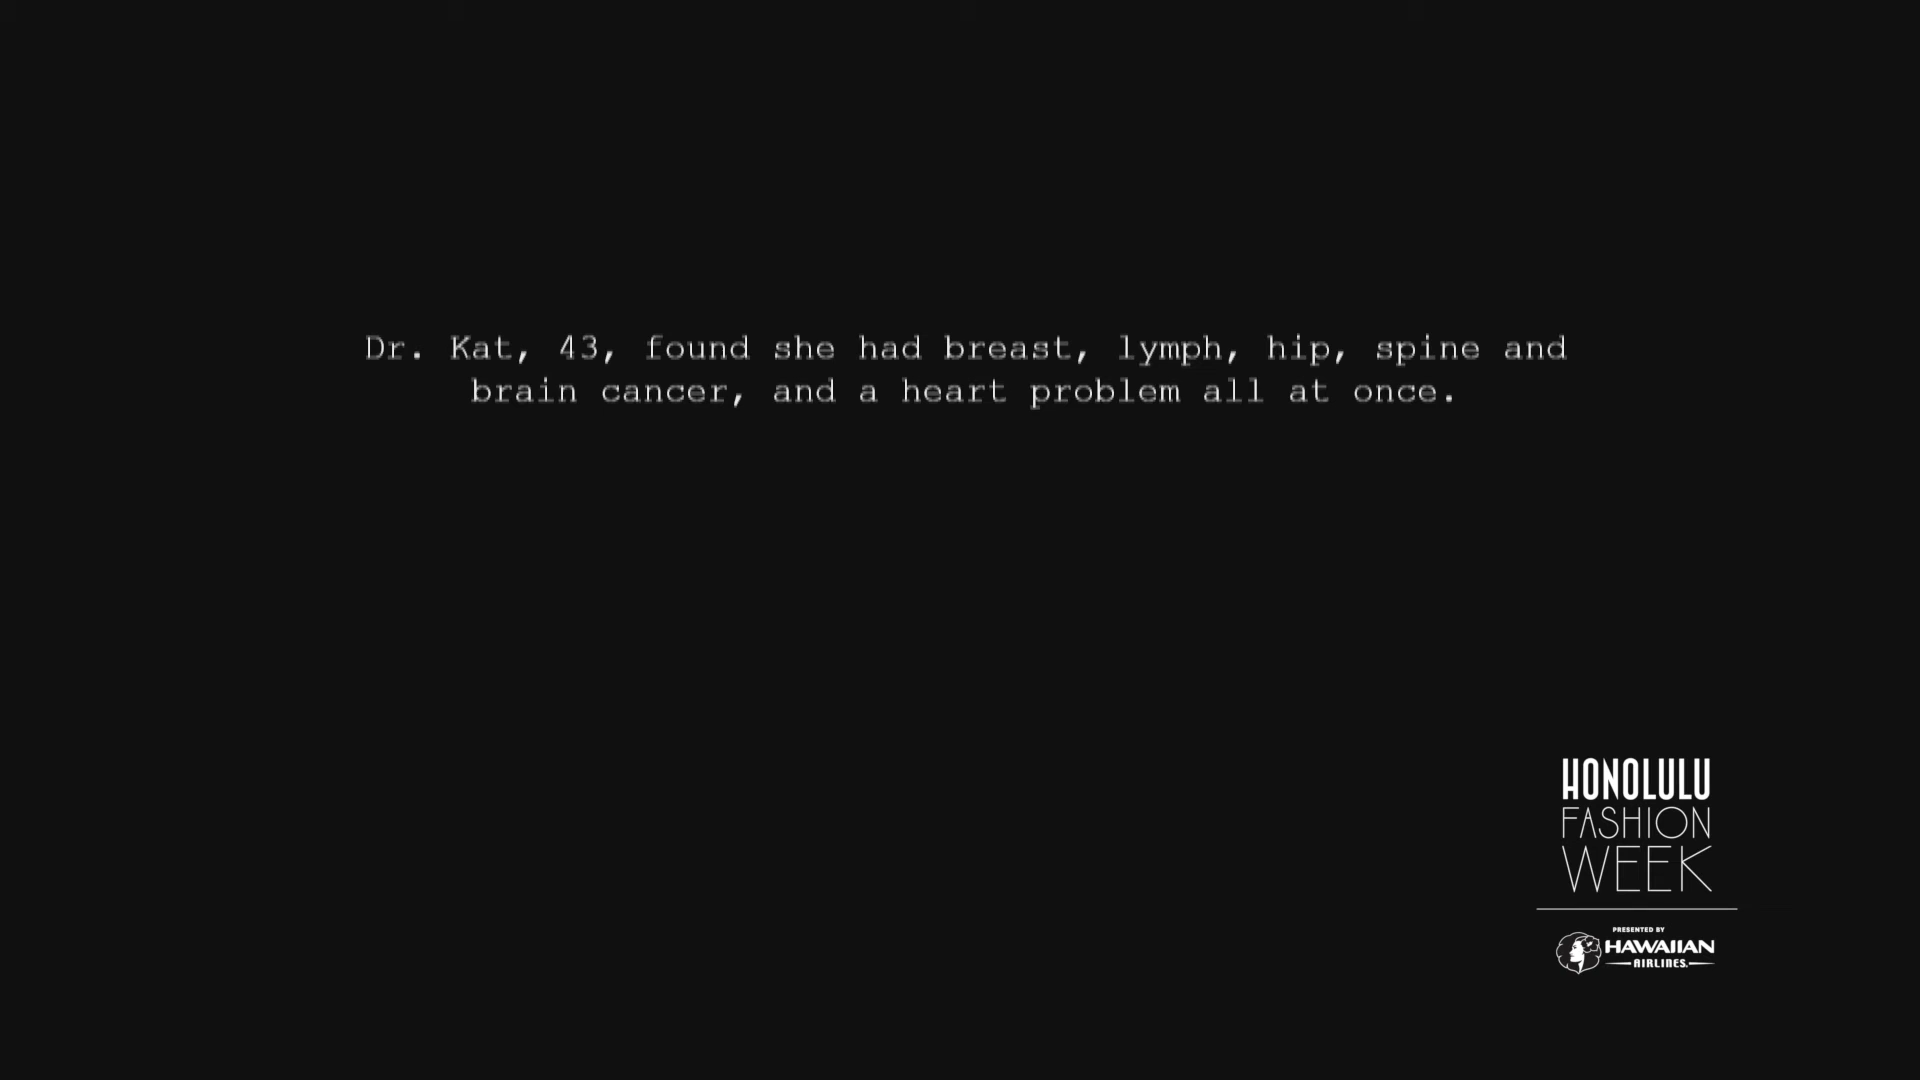 Dr. Kat, 43, found she had breast, lymph, hip, spine and
brain cancer, and a heart problem all at once.
HONOLULU
FASHION
WEEK
PRESENTED BY
HAWAIIAN
AIRLINES.